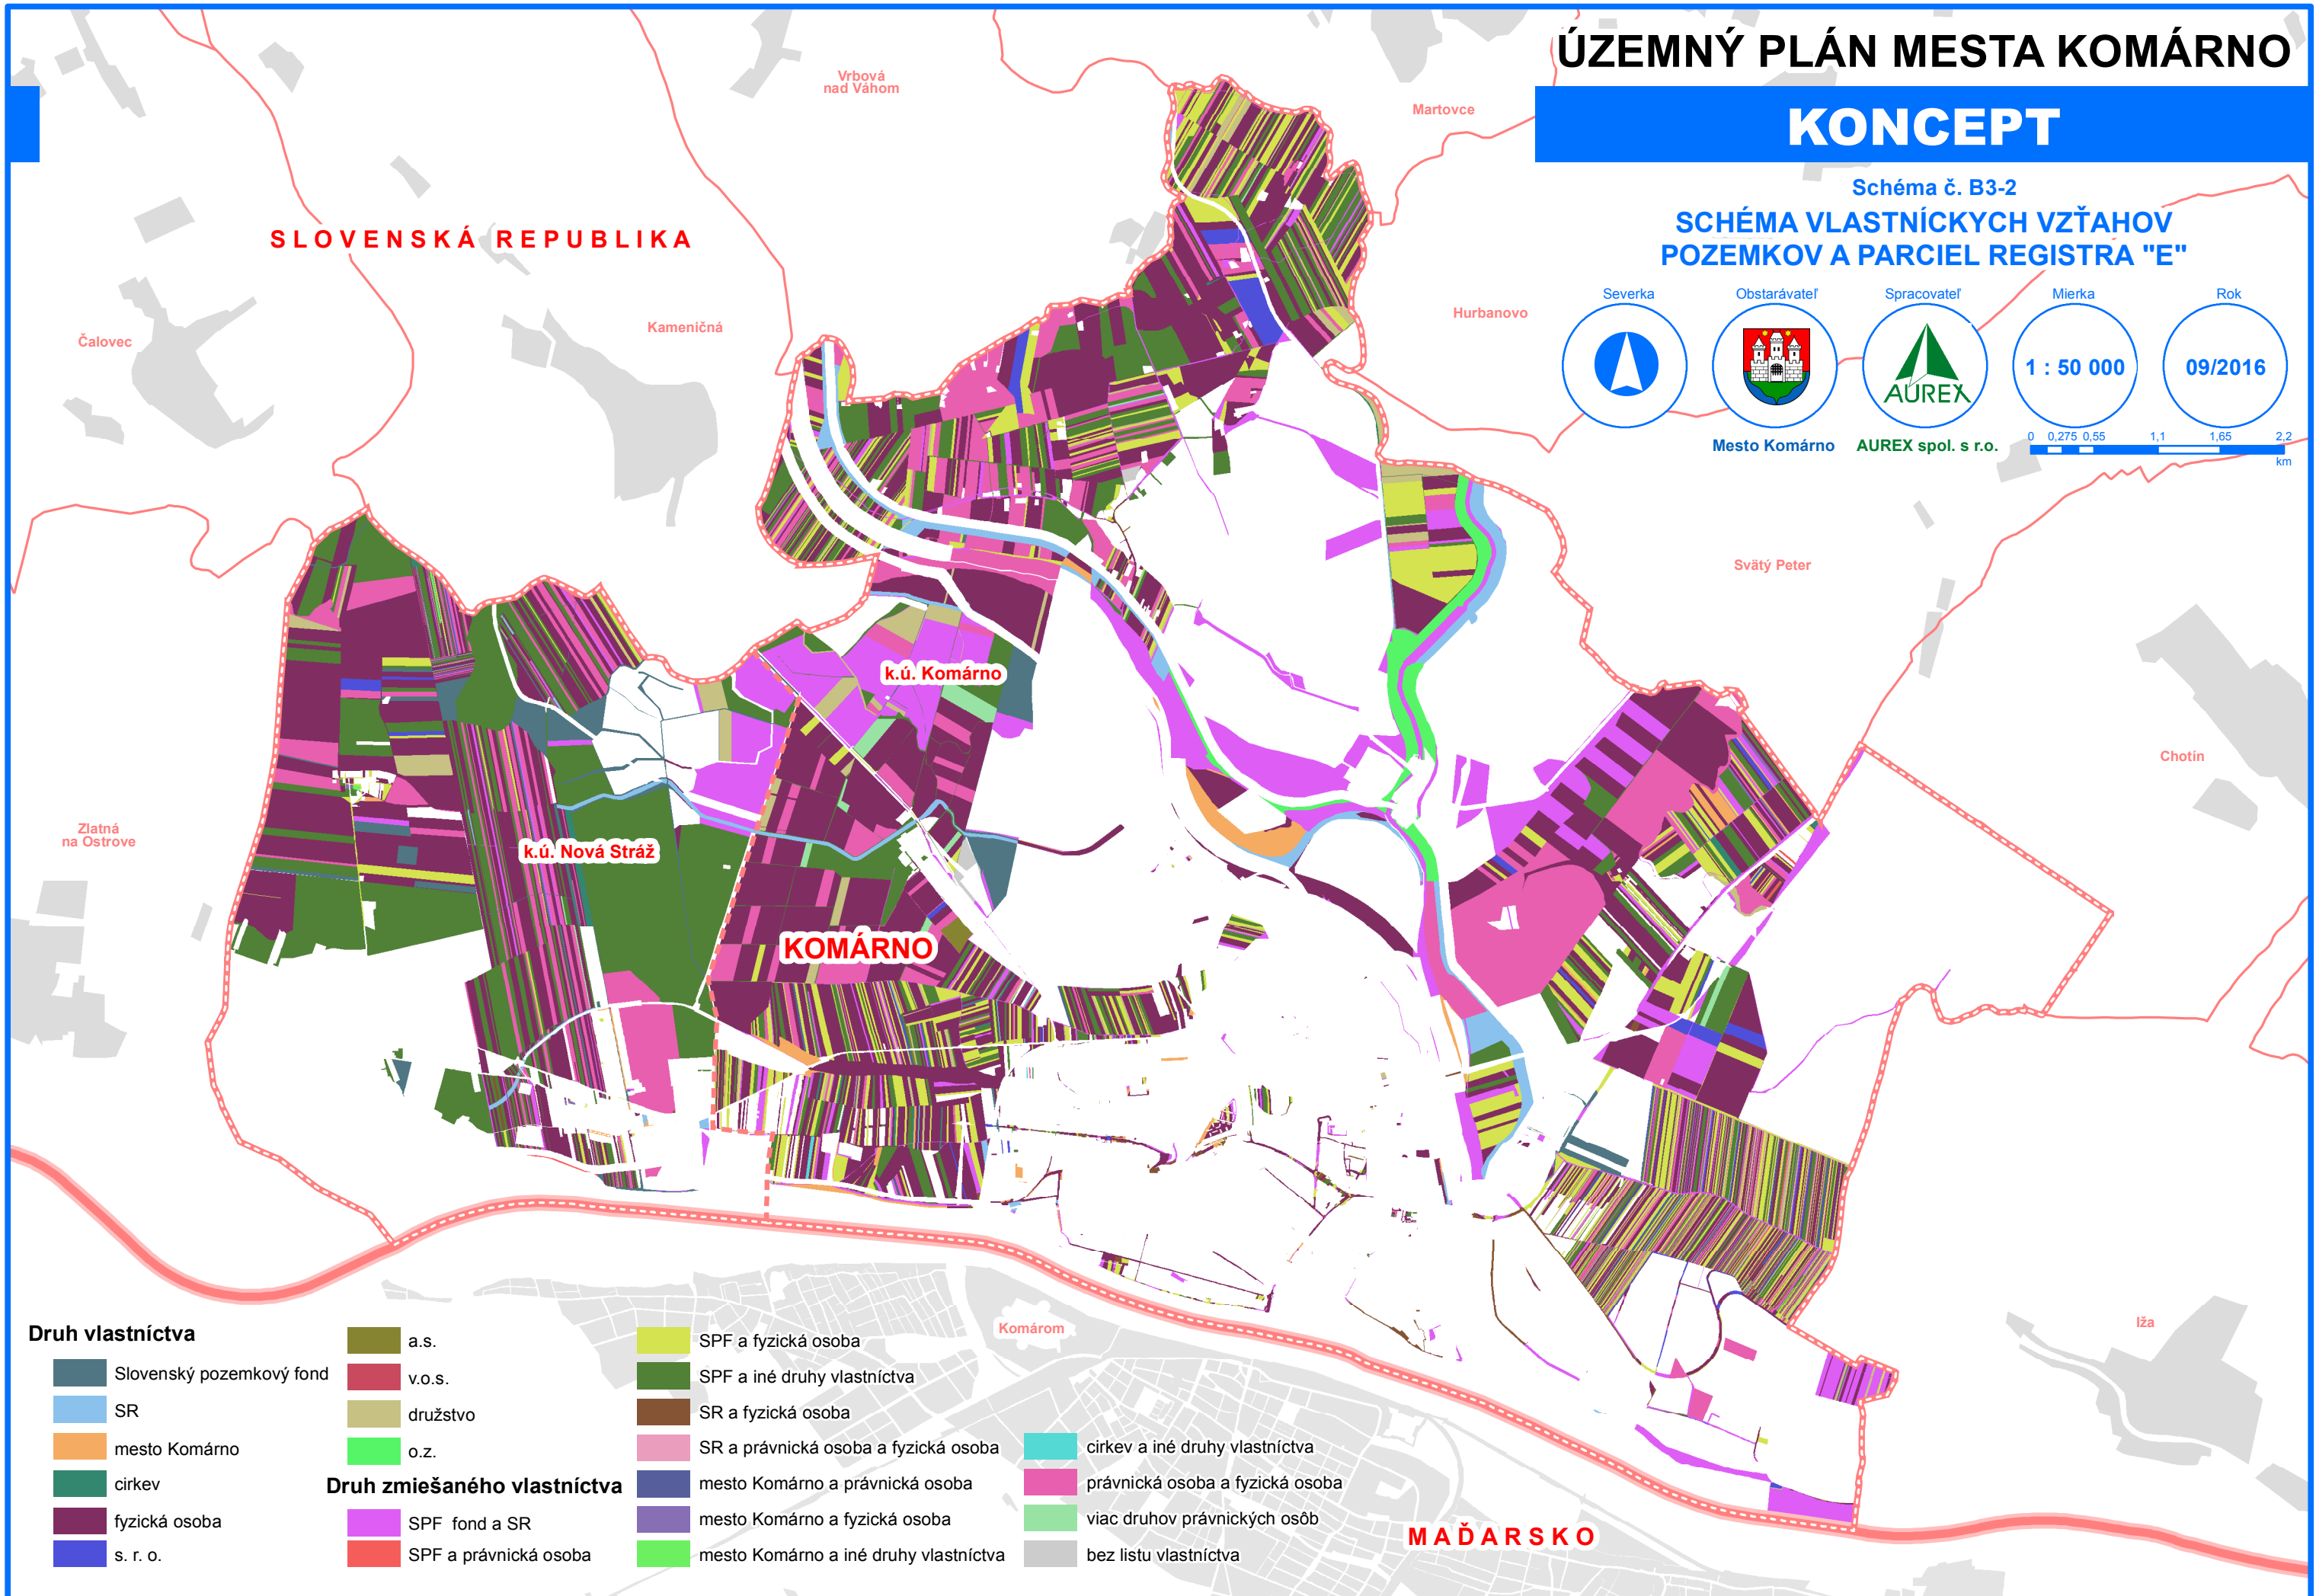 ÚZEMNÝ PLÁN MESTA KOMÁRNO
KONCEPT
Schéma č. B3-2
SCHÉMA VLASTNÍCKYCH VZŤAHOV
POZEMKOV A PARCIEL REGISTRA "E"
Severka
Obstarávateľ
Spracovateľ
Mierka
Rok
AUREX
1 : 50 000
09/2016
Mesto Komárno
AUREX spol. s r.o.
0 0,275 0,55 1,1 1,65 2,2
km
Vrbová
nad Váhom
Martovce
SLOVENSKÁ REPUBLIKA
Čalovec
Kameničná
Hurbanovo
Svätý Peter
k.ú. Komárno
Chotín
Zlatná
na Ostrove
k.ú. Nová Stráž
KOMÁRNO
Komárom
Iža
MAĎARSKO
Druh vlastníctva
Slovenský pozemkový fond
SR
mesto Komárno
cirkev
fyzická osoba
s. r. o.
a.s.
v.o.s.
družstvo
o.z.
Druh zmiešaného vlastníctva
SPF fond a SR
SPF a právnická osoba
SPF a fyzická osoba
SPF a iné druhy vlastníctva
SR a fyzická osoba
SR a právnická osoba a fyzická osoba
mesto Komárno a právnická osoba
mesto Komárno a fyzická osoba
mesto Komárno a iné druhy vlastníctva
cirkev a iné druhy vlastníctva
právnická osoba a fyzická osoba
viac druhov právnických osôb
bez listu vlastníctva